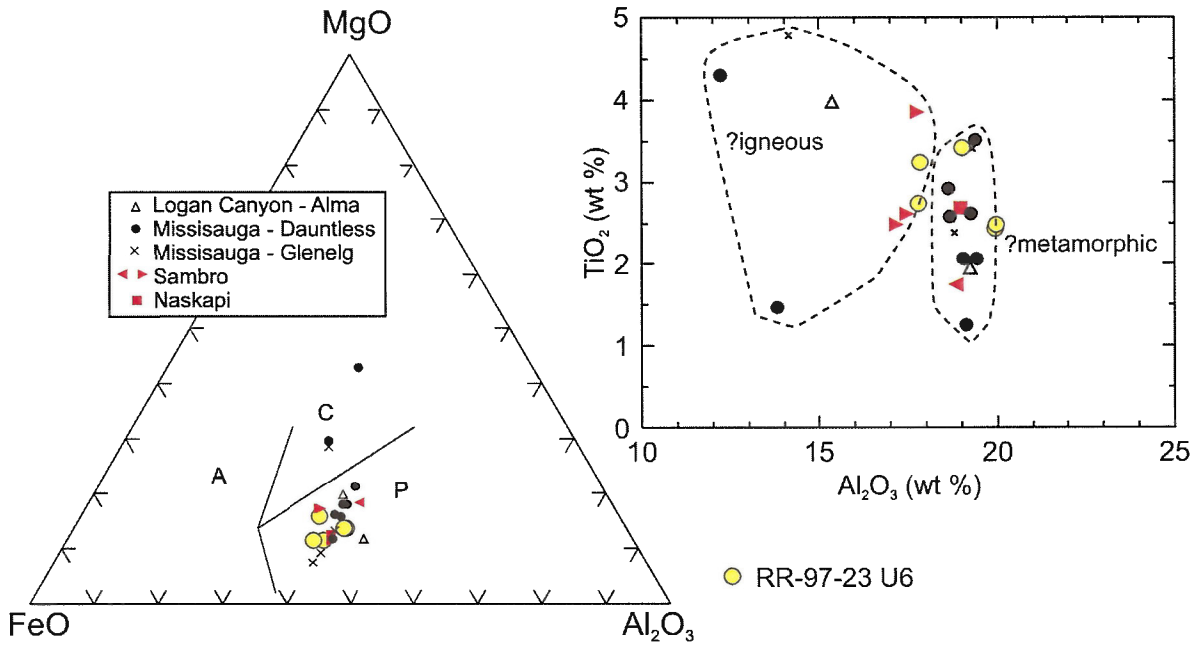 MgO
Logan Canyon - Alma
Missisauga - Dauntless
Missisauga - Glenelg
Sambro
Naskapi
C
A
P
FeO
Al₂O₃
5
4
3
2
1
0
TiO₂ (wt %)
?igneous
?metamorphic
10
15
20
25
Al₂O₃ (wt %)
RR-97-23 U6